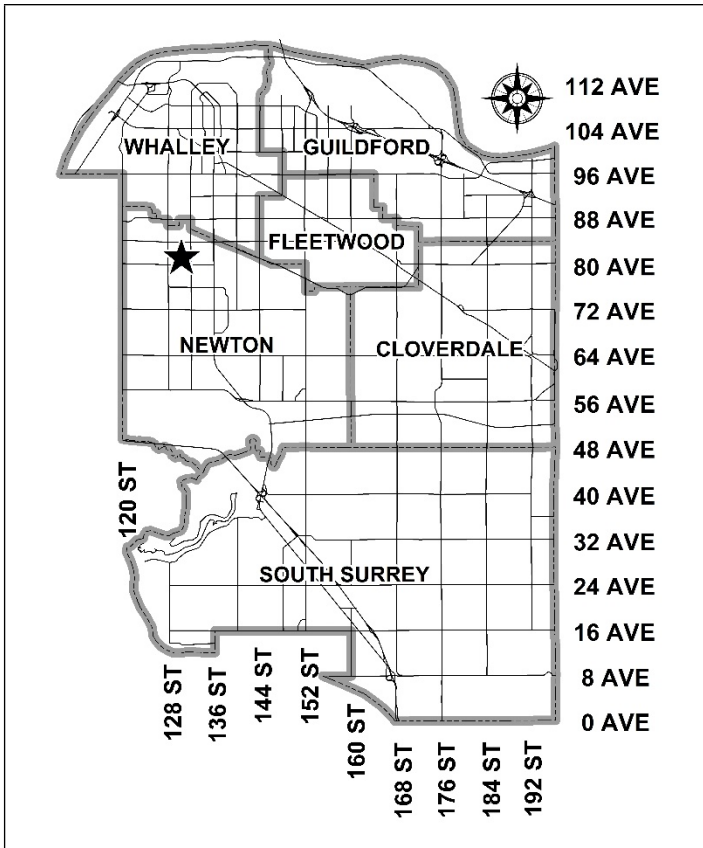 112 AVE
104 AVE
WHALLEY
GUILDFORD
96 AVE
88 AVE
FLEETWOOD
80 AVE
72 AVE
NEWTON
CLOVERDALE
64 AVE
56 AVE
48 AVE
120 ST
40 AVE
32 AVE
SOUTH SURREY
24 AVE
16 AVE
8 AVE
0 AVE
128 ST
136 ST
144 ST
152 ST
160 ST
168 ST
176 ST
184 ST
192 ST